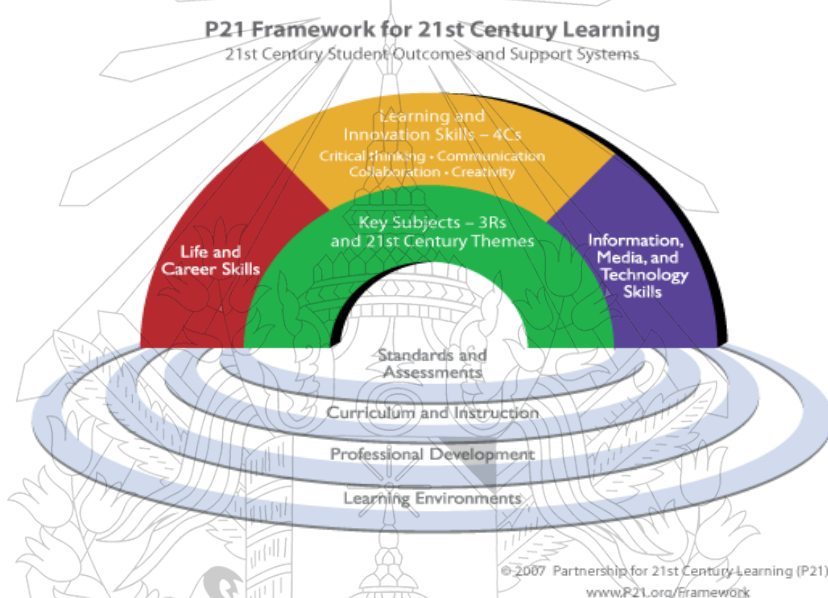 P21 Framework for 21st Century Learning
21st Century Student Outcomes and Support Systems
Learning and
Innovation Skills – 4Cs
Critical thinking • Communication
Collaboration • Creativity
Key Subjects – 3Rs
and 21st Century Themes
Life and
Career Skills
Information,
Media, and
Technology
Skills
Standards and
Assessments
Curriculum and Instruction
Professional Development
Learning Environments
© 2007 Partnership for 21st Century Learning (P21)
www.P21.org/Framework